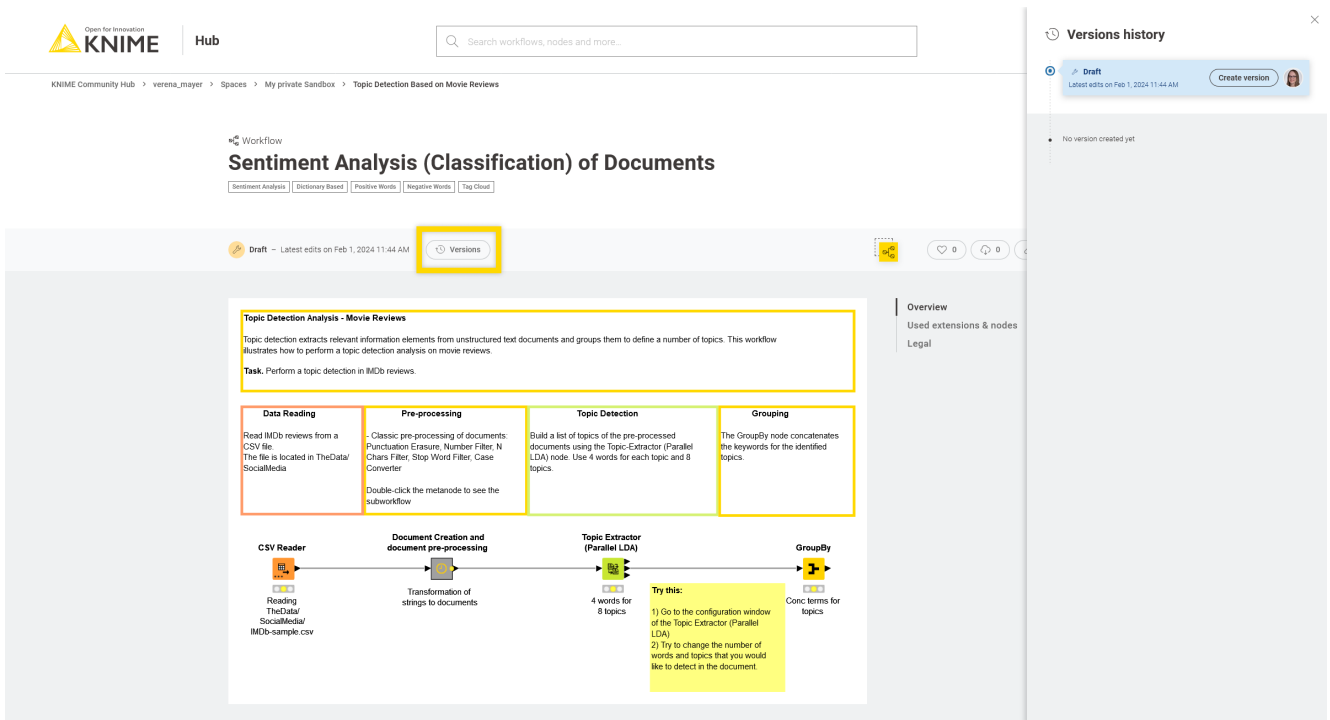 Open for Innovation
KNIME
Hub
Search workflows, nodes and more...
Versions history
Draft
Latest edits on Feb 1, 2024 11:44 AM
Create version
No version created yet
KNIME Community Hub > verena_mayer > Spaces > My private Sandbox > Topic Detection Based on Movie Reviews
Workflow
Sentiment Analysis (Classification) of Documents
Sentiment Analysis Dictionary Based Positive Words Negative Words Tag Cloud
Draft – Latest edits on Feb 1, 2024 11:44 AM Versions 0 0
Overview
Used extensions & nodes
Legal
Topic Detection Analysis - Movie Reviews
Topic detection extracts relevant information elements from unstructured text documents and groups them to define a number of topics. This workflow
illustrates how to perform a topic detection analysis on movie reviews.
Task. Perform a topic detection in IMDb reviews.
Data Reading
Read IMDb reviews from a
CSV file.
The file is located in TheData/
SocialMedia
Pre-processing
- Classic pre-processing of documents:
Punctuation Erasure, Number Filter, N
Chars Filter, Stop Word Filter, Case
Converter
Double-click the metanode to see the
subworkflow
Topic Detection
Build a list of topics of the pre-processed
documents using the Topic-Extractor (Parallel
LDA) node. Use 4 words for each topic and 8
topics.
Grouping
The GroupBy node concatenates
the keywords for the identified
topics.
CSV Reader
Reading
TheData/
SocialMedia/
IMDb-sample.csv
Document Creation and
document pre-processing
Transformation of
strings to documents
Topic Extractor
(Parallel LDA)
4 words for
8 topics
Try this:
1) Go to the configuration window
of the Topic Extractor (Parallel
LDA)
2) Try to change the number of
words and topics that you would
like to detect in the document.
GroupBy
Conc terms for
topics